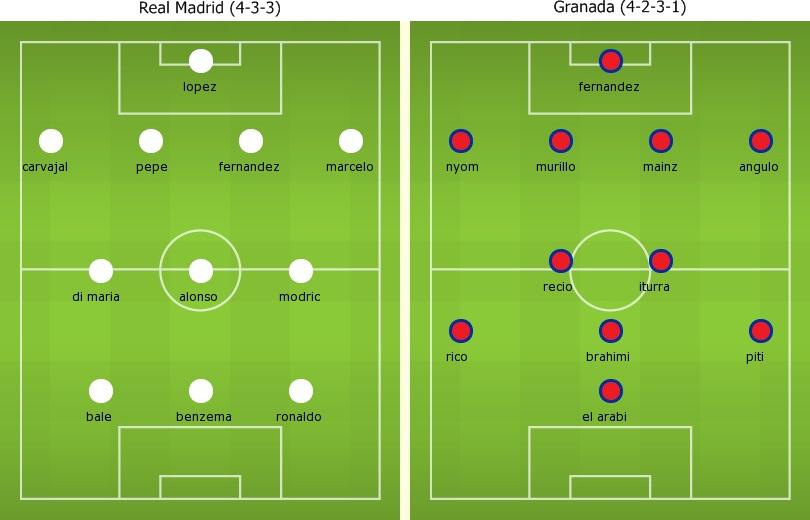 Real Madrid (4-3-3)
lopez
carvajal pepe fernandez marcelo
di maria alonso modric
bale benzema ronaldo
Granada (4-2-3-1)
fernandez
nyom murillo mainz angulo
recio iturra
rico brahimi piti
el arabi